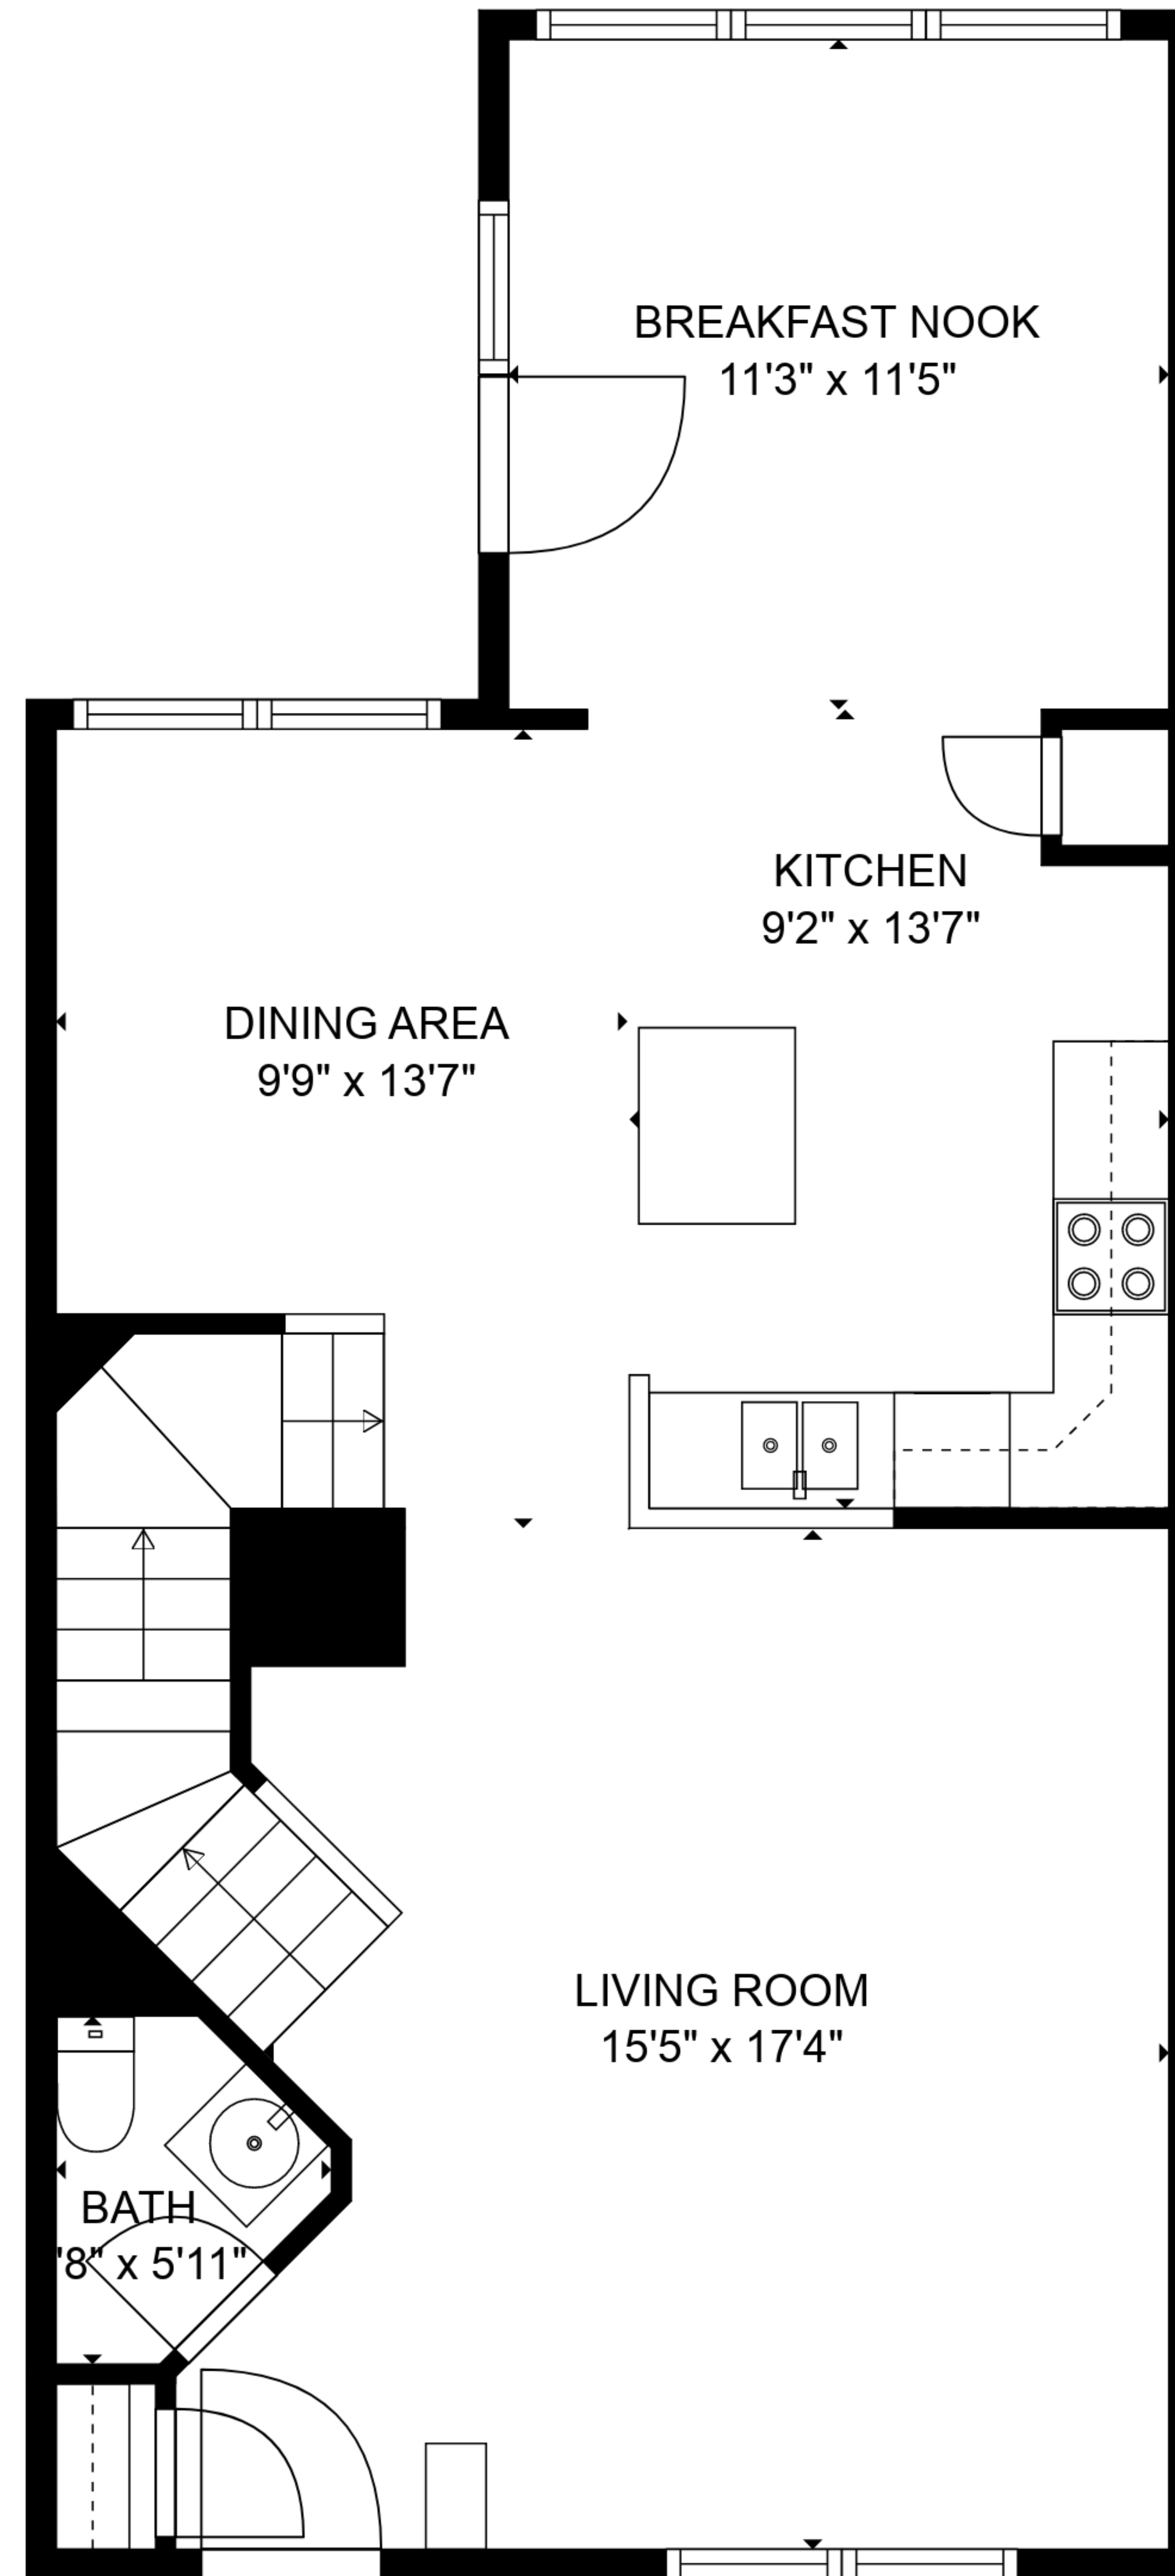 BREAKFAST NOOK
11'3" x 11'5"
KITCHEN
9'2" x 13'7"
DINING AREA
9'9" x 13'7"
LIVING ROOM
15'5" x 17'4"
BATH
'8" x 5'11"